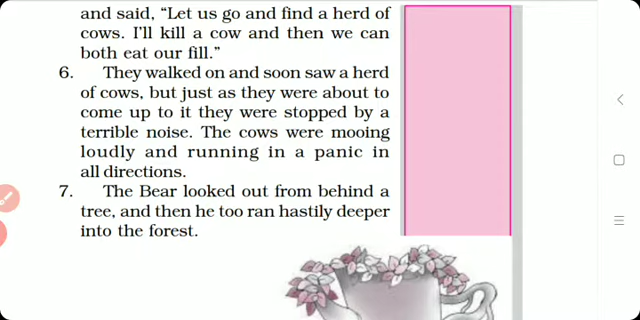 and said, “Let us go and find a herd of
cows. I’ll kill a cow and then we can
both eat our fill.”
6. They walked on and soon saw a herd
of cows, but just as they were about to
come up to it they were stopped by a
terrible noise. The cows were mooing
loudly and running in a panic in
all directions.
7. The Bear looked out from behind a
tree, and then he too ran hastily deeper
into the forest.